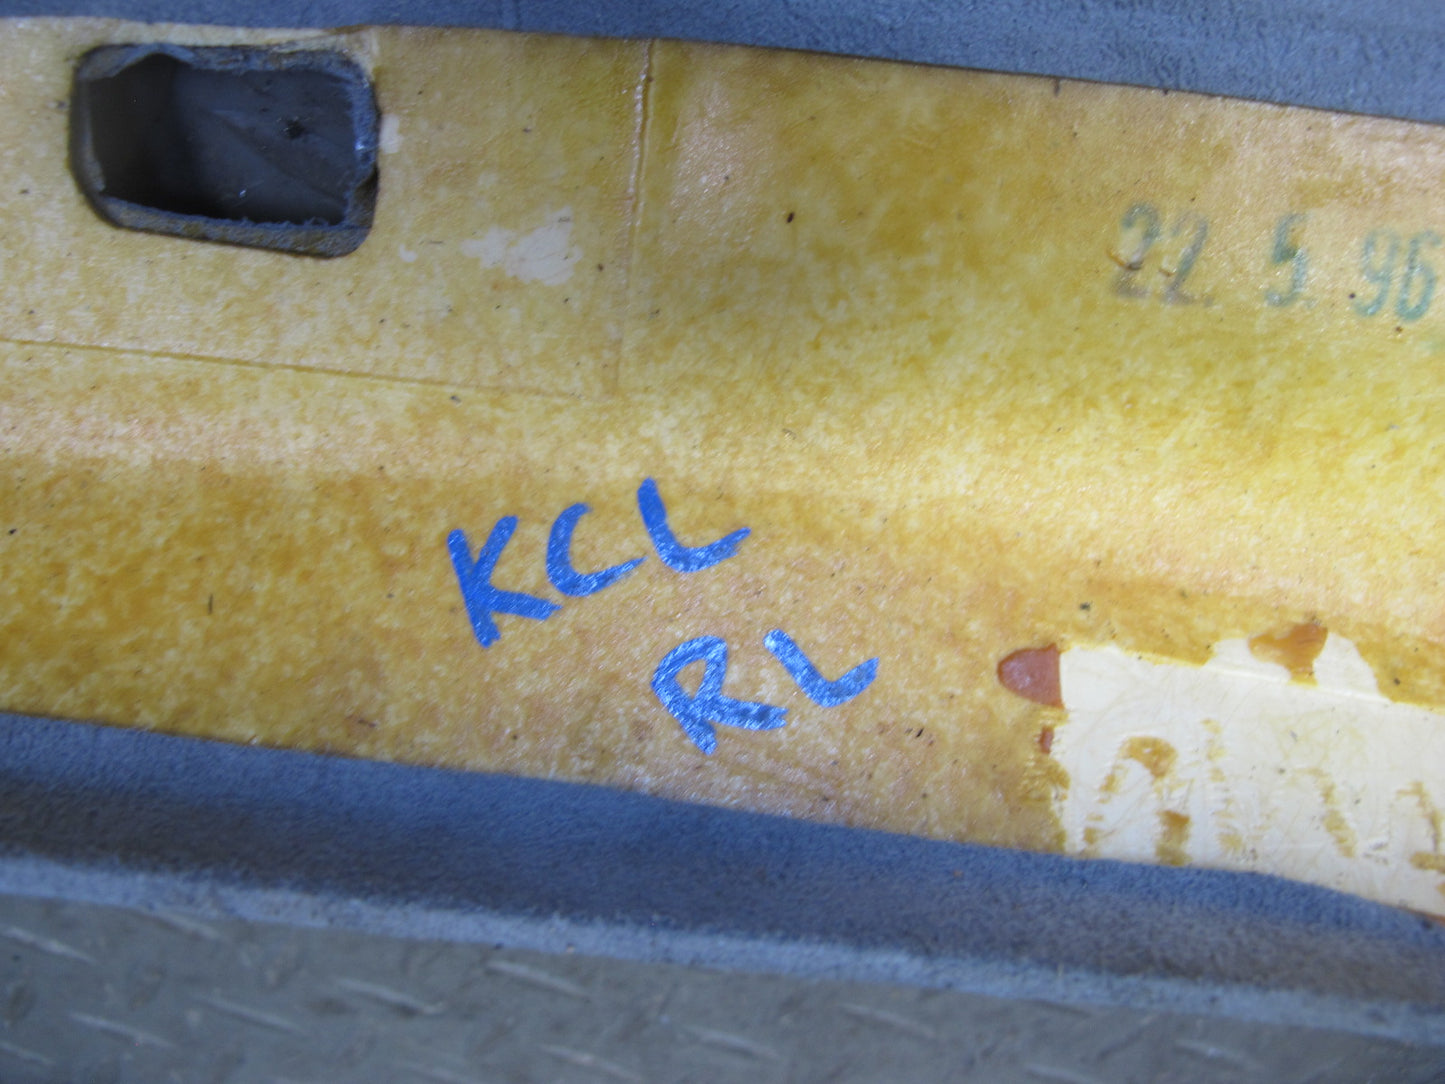 22. 5. 96
KCL
RL